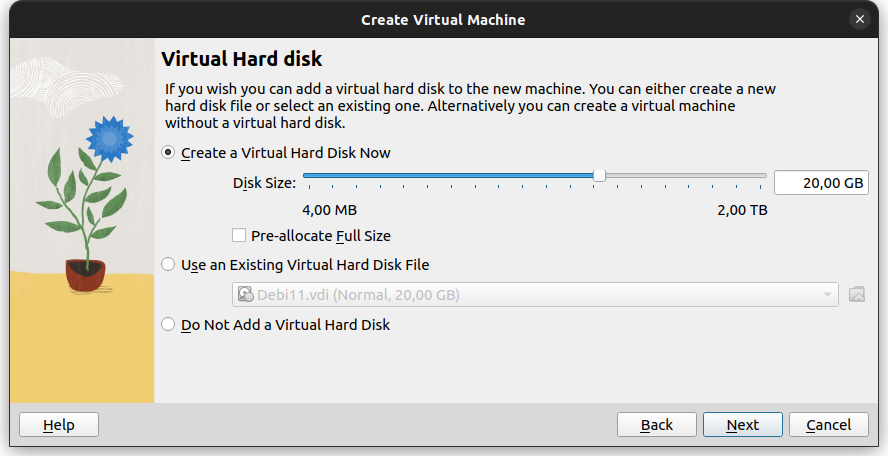 Create Virtual Machine
Virtual Hard disk
If you wish you can add a virtual hard disk to the new machine. You can either create a new
hard disk file or select an existing one. Alternatively you can create a virtual machine
without a virtual hard disk.
Create a Virtual Hard Disk Now
Disk Size:
20,00 GB
4,00 MB
2,00 TB
Pre-allocate Full Size
Use an Existing Virtual Hard Disk File
Debi11.vdi (Normal, 20,00 GB)
Do Not Add a Virtual Hard Disk
Help
Back
Next
Cancel